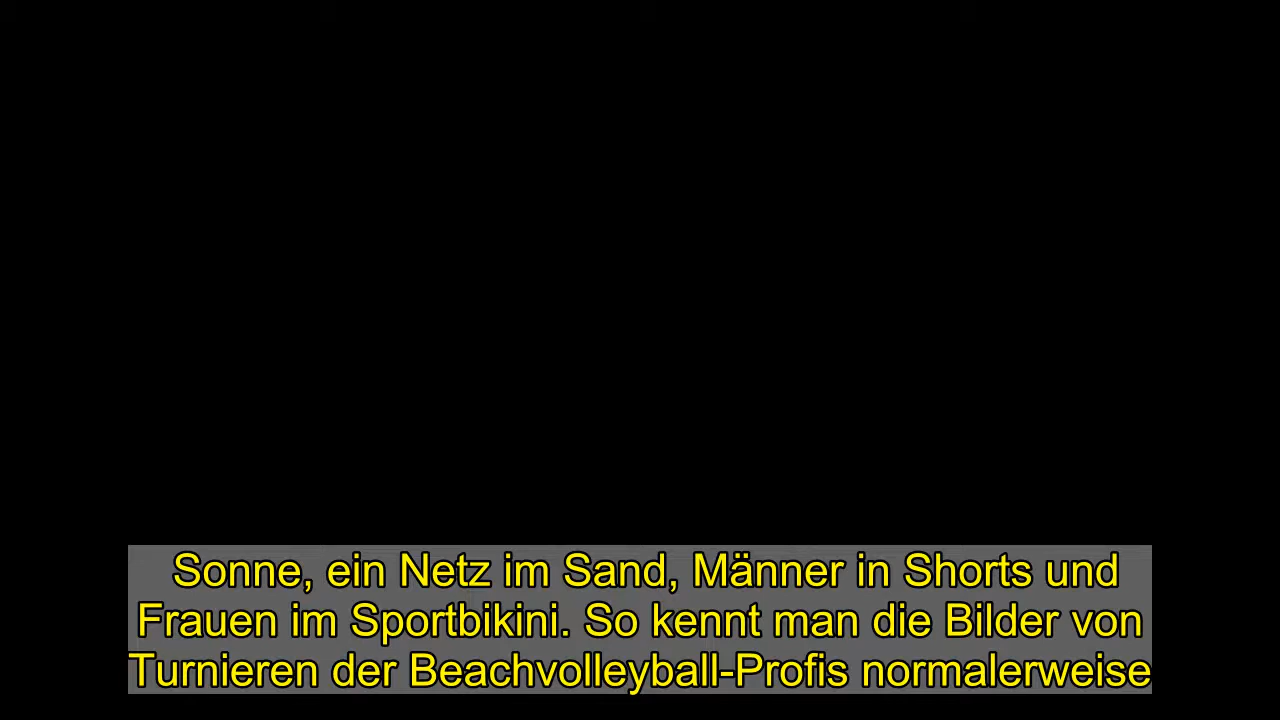 Sonne, ein Netz im Sand, Männer in Shorts und
Frauen im Sportbikini. So kennt man die Bilder von
Turnieren der Beachvolleyball-Profis normalerweise